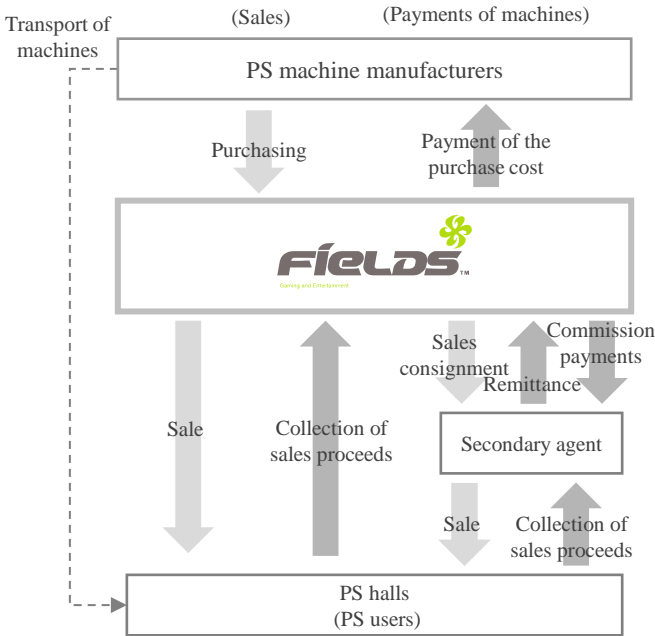 (Sales)
(Payments of machines)
Transport of
machines
PS machine manufacturers
Purchasing
Payment of the
purchase cost
FIELDS™
Gaming and Entertainment
Sales
consignment
Remittance
Commission
payments
Sale
Collection of
sales proceeds
Secondary agent
Sale
Collection of
sales proceeds
PS halls
(PS users)